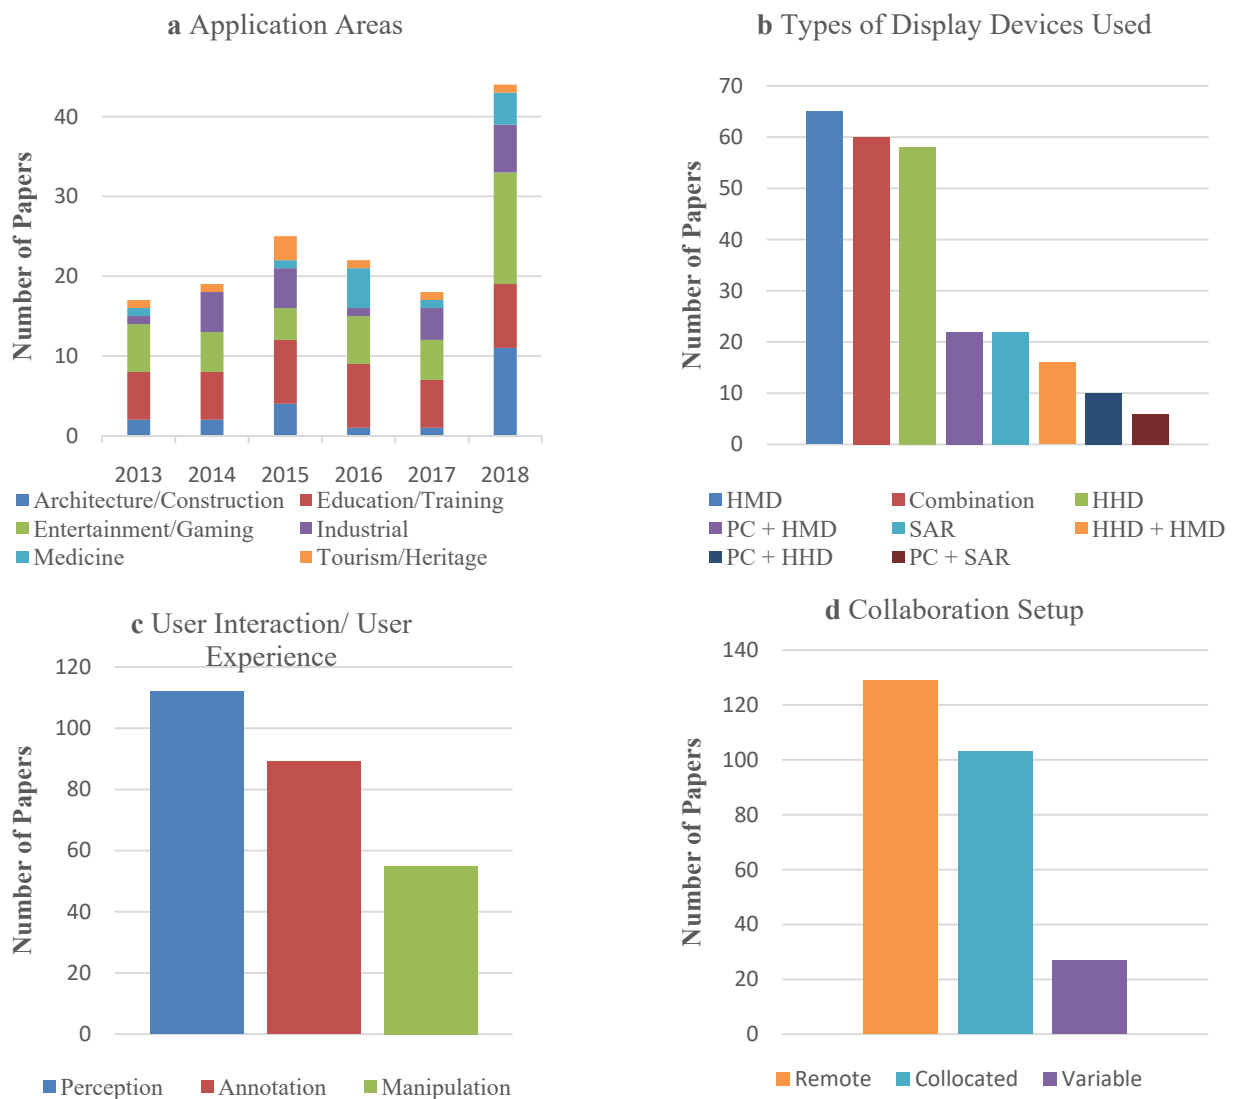 a Application Areas
Number of Papers
40
30
20
10
0
2013 2014 2015 2016 2017 2018
Architecture/Construction Education/Training
Entertainment/Gaming Industrial
Medicine Tourism/Heritage
b Types of Display Devices Used
Number of Papers
70
60
50
40
30
20
10
0
HMD Combination HHD
PC + HMD SAR HHD + HMD
PC + HHD PC + SAR
c User Interaction/ User
Experience
Number of Papers
120
100
80
60
40
20
0
Perception Annotation Manipulation
d Collaboration Setup
Number of Papers
140
120
100
80
60
40
20
0
Remote Collocated Variable